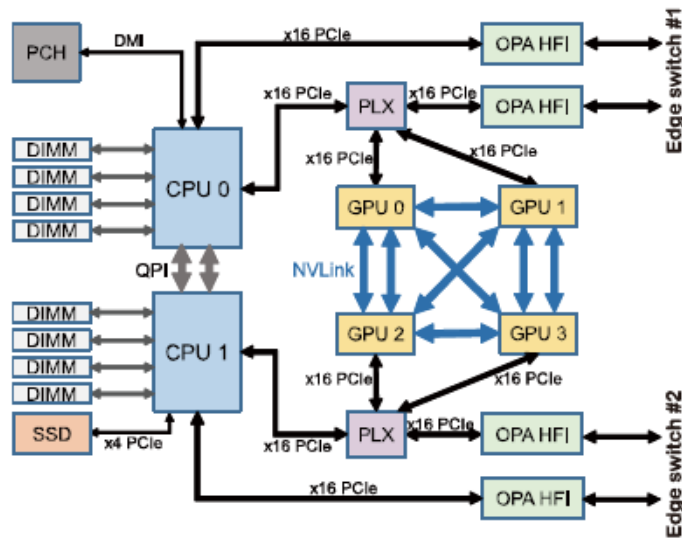 x16 PCIe
OPA HFI
PCH
DMI
Edge switch #1
x16 PCIe
PLX
x16 PCIe
OPA HFI
DIMM
DIMM
DIMM
DIMM
CPU 0
x16 PCIe
x16 PCIe
GPU 0
GPU 1
QPI
NVLink
DIMM
DIMM
DIMM
DIMM
CPU 1
GPU 2
GPU 3
x16 PCIe
x16 PCIe
SSD
x4 PCIe
x16 PCIe
PLX
x16 PCIe
OPA HFI
Edge switch #2
x16 PCIe
OPA HFI